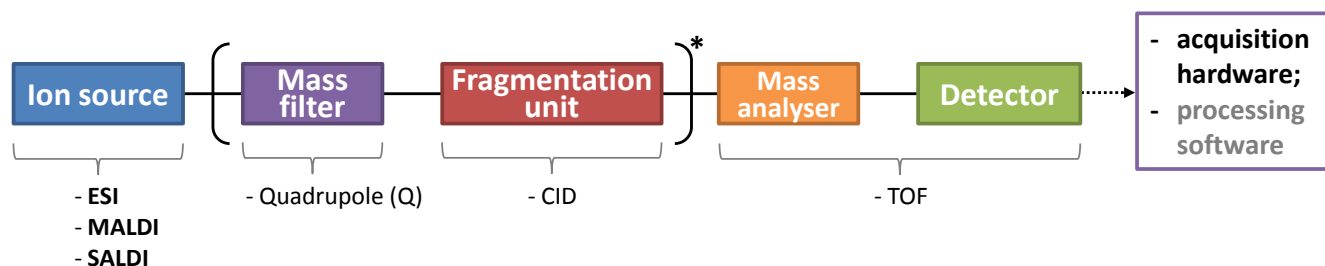 Ion source
Mass
filter
Fragmentation
unit
*
Mass
analyser
Detector
- acquisition
hardware;
- processing
software
- ESI
- MALDI
- SALDI
- Quadrupole (Q)
- CID
- TOF